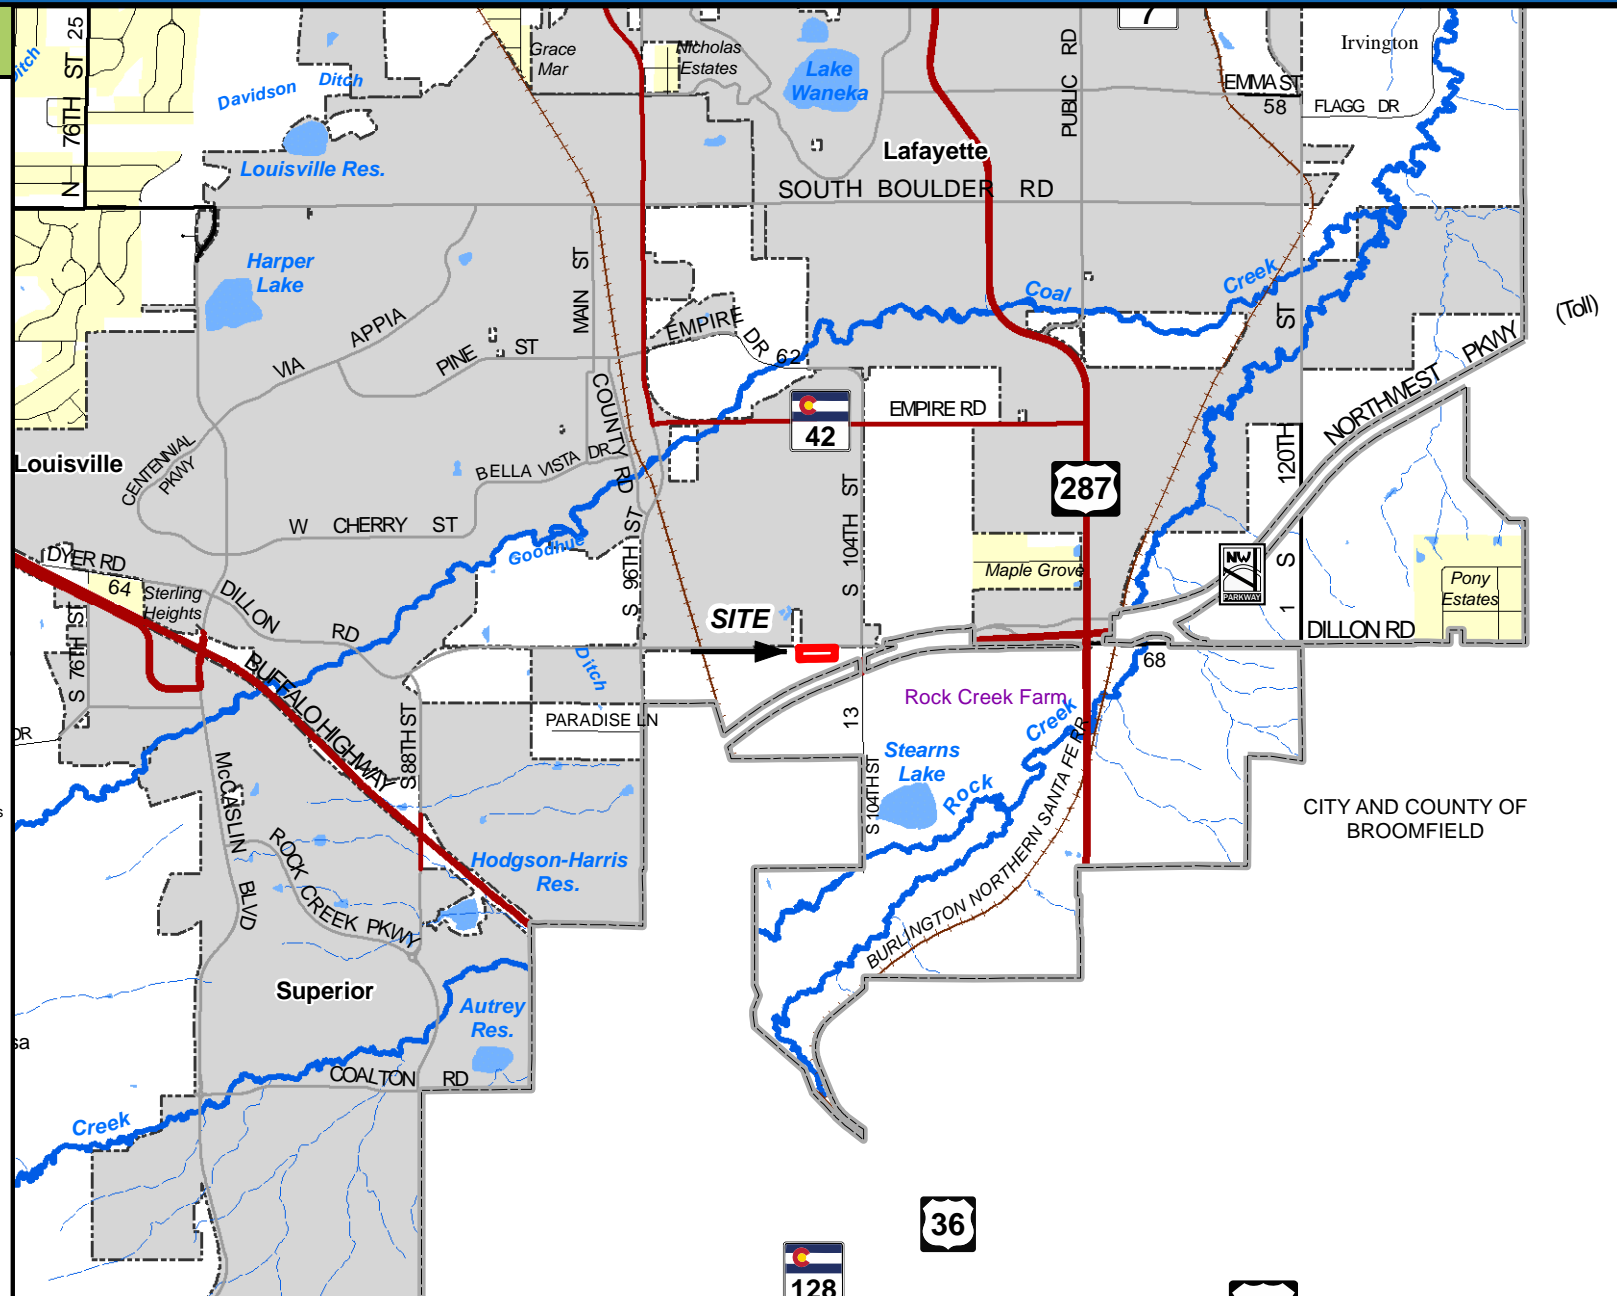 25
N 76TH ST
Ditch
Davidson Ditch
Louisville Res.
Grace
Mar
Nicholas
Estates
Lake
Waneka
PUBLIC RD
7
EMMA ST
58
Irvington
FLAGG DR
Lafayette
SOUTH BOULDER RD
Harper
Lake
MAIN ST
VIA APPIA
PINE ST
EMPIRE DR
62
Coal Creek
S 120TH ST
1
NORTHWEST PKWY
(Toll)
COUNTY RD
42
EMPIRE RD
287
Louisville
CENTENNIAL
PKWY
BELLA VISTA DR
W CHERRY ST
Goodhue
Ditch
S 96TH ST
S 104TH ST
DYER RD
64
Sterling
Heights
DILLON RD
S 76TH ST
Maple Grove
NW
PARKWAY
Pony
Estates
SITE
DILLON RD
68
BUFFALO HIGHWAY
S 88TH ST
PARADISE LN
13
Rock Creek Farm
DR
McCASLIN BLVD
Stearns
Lake
S 104TH ST
Rock Creek
BURLINGTON NORTHERN SANTA FE RR
CITY AND COUNTY OF
BROOMFIELD
ROCK CREEK PKWY
Hodgson-Harris
Res.
Superior
Autrey
Res.
sa
COALTON RD
Creek
36
128